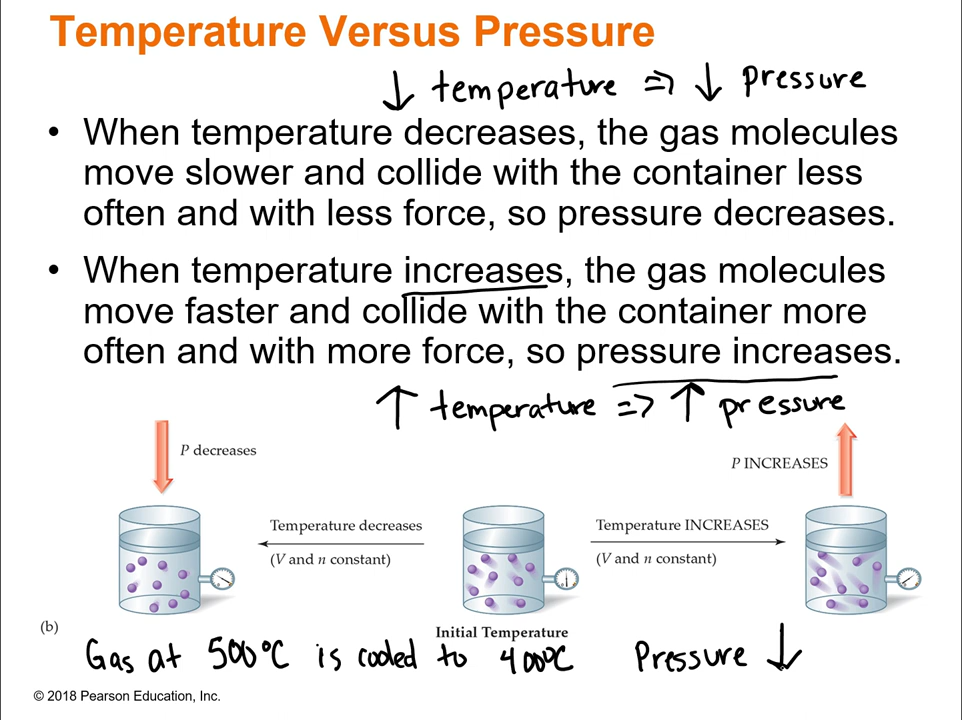 Temperature Versus Pressure
↓ temperature => ↓ pressure
• When temperature decreases, the gas molecules
move slower and collide with the container less
often and with less force, so pressure decreases.
• When temperature increases, the gas molecules
move faster and collide with the container more
often and with more force, so pressure increases.
↑ temperature => ↑ pressure
P decreases
P INCREASES
Temperature decreases
(V and n constant)
Temperature INCREASES
(V and n constant)
(b)
Initial Temperature
Gas at 500°C is cooled to 400°C Pressure ↓
© 2018 Pearson Education, Inc.